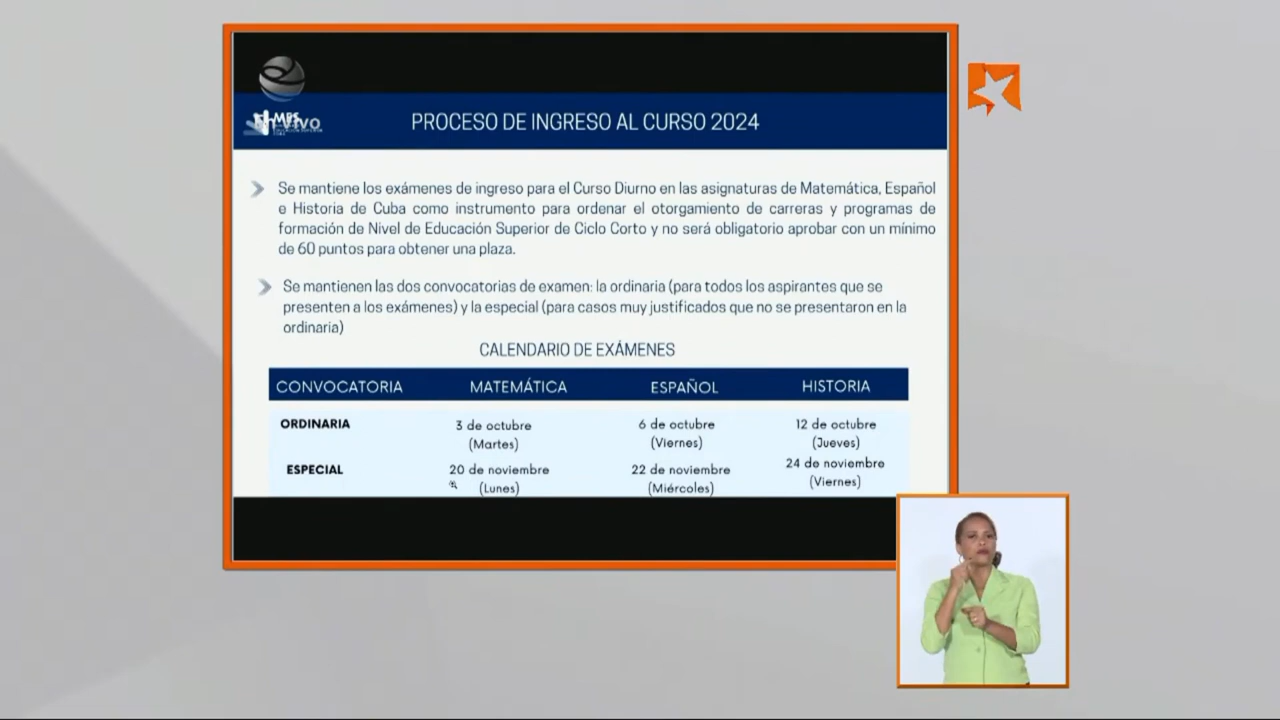 MES
EN VIVO
PROCESO DE INGRESO AL CURSO 2024
Se mantiene los exámenes de ingreso para el Curso Diurno en las asignaturas de Matemática, Español
e Historia de Cuba como instrumento para ordenar el otorgamiento de carreras y programas de
formación de Nivel de Educación Superior de Ciclo Corto y no será obligatorio aprobar con un mínimo
de 60 puntos para obtener una plaza.
Se mantienen las dos convocatorias de examen: la ordinaria (para todos los aspirantes que se
presenten a los exámenes) y la especial (para casos muy justificados que no se presentaron en la
ordinaria)
CALENDARIO DE EXÁMENES
CONVOCATORIA MATEMÁTICA ESPAÑOL HISTORIA
ORDINARIA 3 de octubre 6 de octubre 12 de octubre
(Martes) (Viernes) (Jueves)
ESPECIAL 20 de noviembre 22 de noviembre 24 de noviembre
(Lunes) (Miércoles) (Viernes)